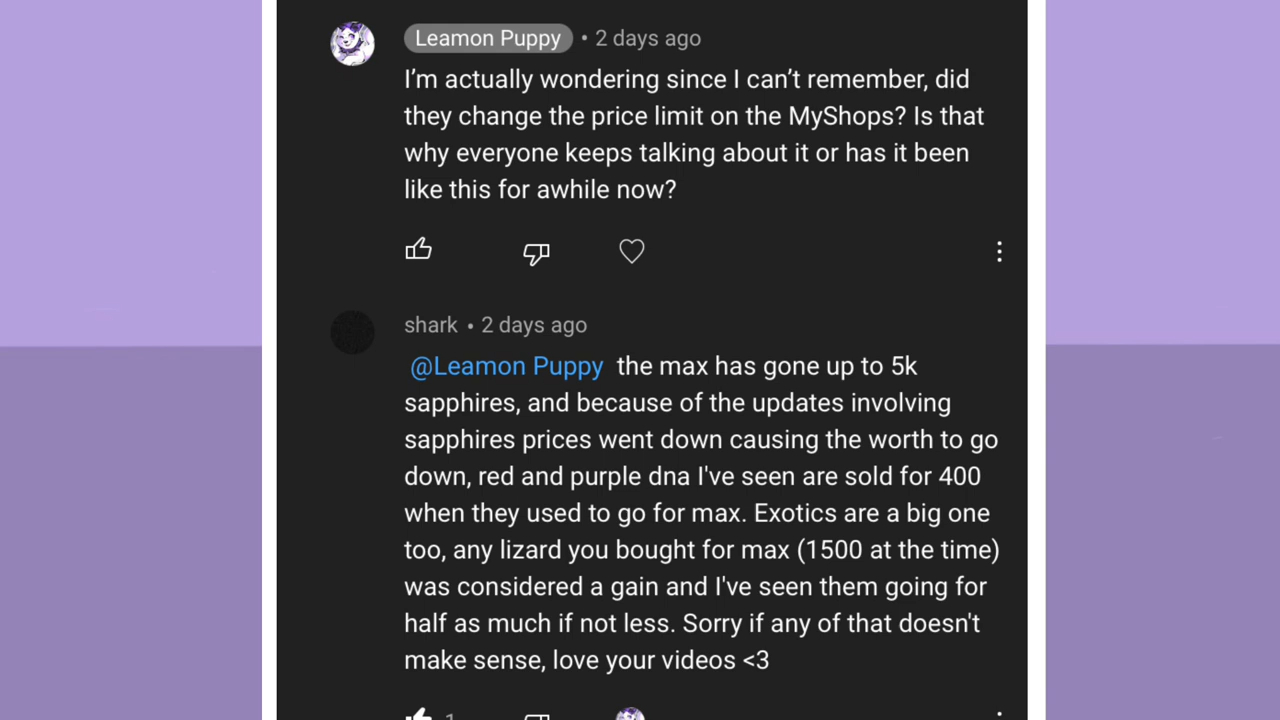 Leamon Puppy • 2 days ago
I’m actually wondering since I can’t remember, did
they change the price limit on the MyShops? Is that
why everyone keeps talking about it or has it been
like this for awhile now?
shark • 2 days ago
@Leamon Puppy the max has gone up to 5k
sapphires, and because of the updates involving
sapphires prices went down causing the worth to go
down, red and purple dna I've seen are sold for 400
when they used to go for max. Exotics are a big one
too, any lizard you bought for max (1500 at the time)
was considered a gain and I've seen them going for
half as much if not less. Sorry if any of that doesn't
make sense, love your videos <3
1